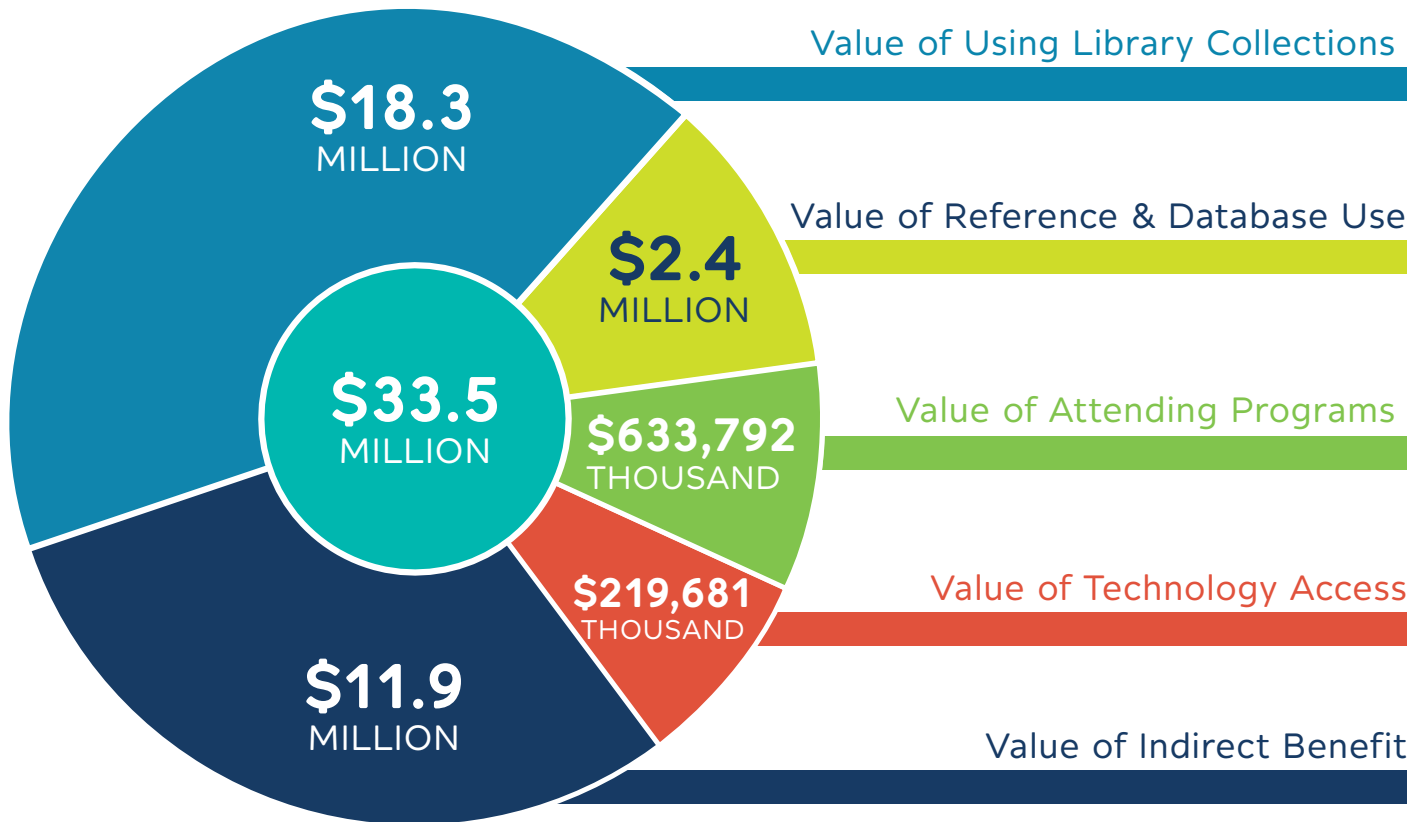 Value of Using Library Collections
$18.3
MILLION
Value of Reference & Database Use
$2.4
MILLION
$33.5
MILLION
Value of Attending Programs
$633,792
THOUSAND
Value of Technology Access
$219,681
THOUSAND
$11.9
MILLION
Value of Indirect Benefit